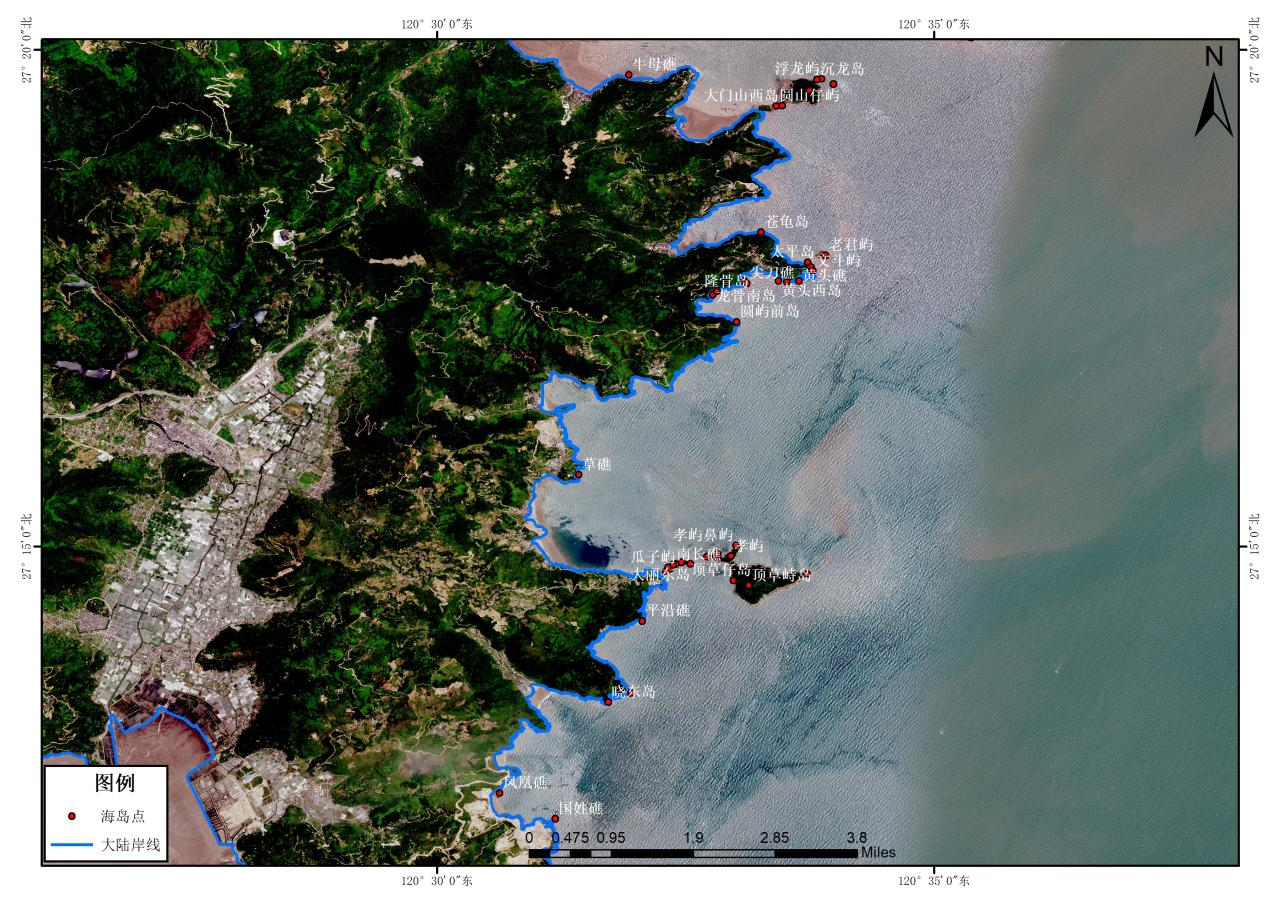 120° 30′ 0″东
120° 35′ 0″东
27° 20′ 0″北
27° 20′ 0″北
N
牛母礁
浮龙屿沉龙岛
大门山西岛圆山仔屿
苍龟岛
老君屿
太平岛
文斗屿
尖刀礁
黄头礁
隆骨岛
黄头西岛
龙骨南岛
圆屿前岛
草礁
孝屿鼻屿
孝屿
瓜子屿
南长礁
大丽东岛
顶草仔岛
顶草峙岛
27° 15′ 0″北
27° 15′ 0″北
平沿礁
晓东岛
凤凰礁
国姓礁
图例
海岛点
大陆岸线
0 0.475 0.95 1.9 2.85 3.8
Miles
120° 30′ 0″东
120° 35′ 0″东